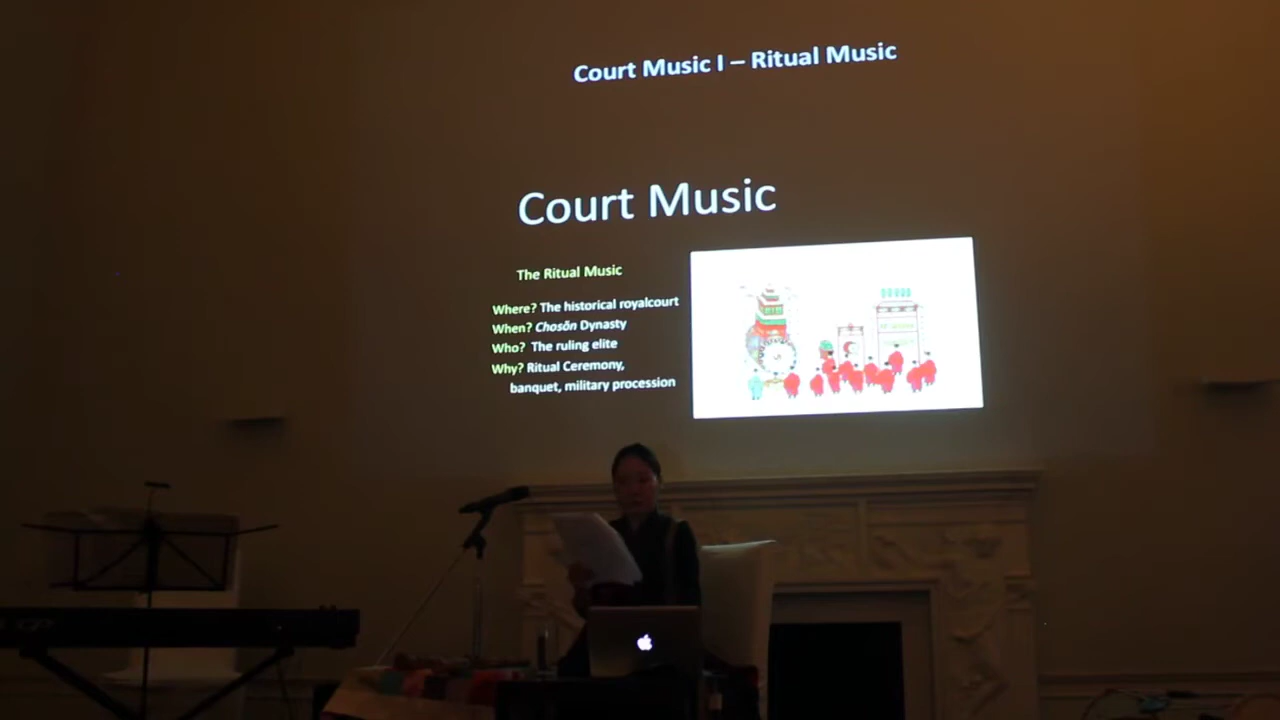 Court Music I – Ritual Music
Court Music
The Ritual Music
Where? The historical royalcourt
When? Chosŏn Dynasty
Who? The ruling elite
Why? Ritual Ceremony,
banquet, military procession